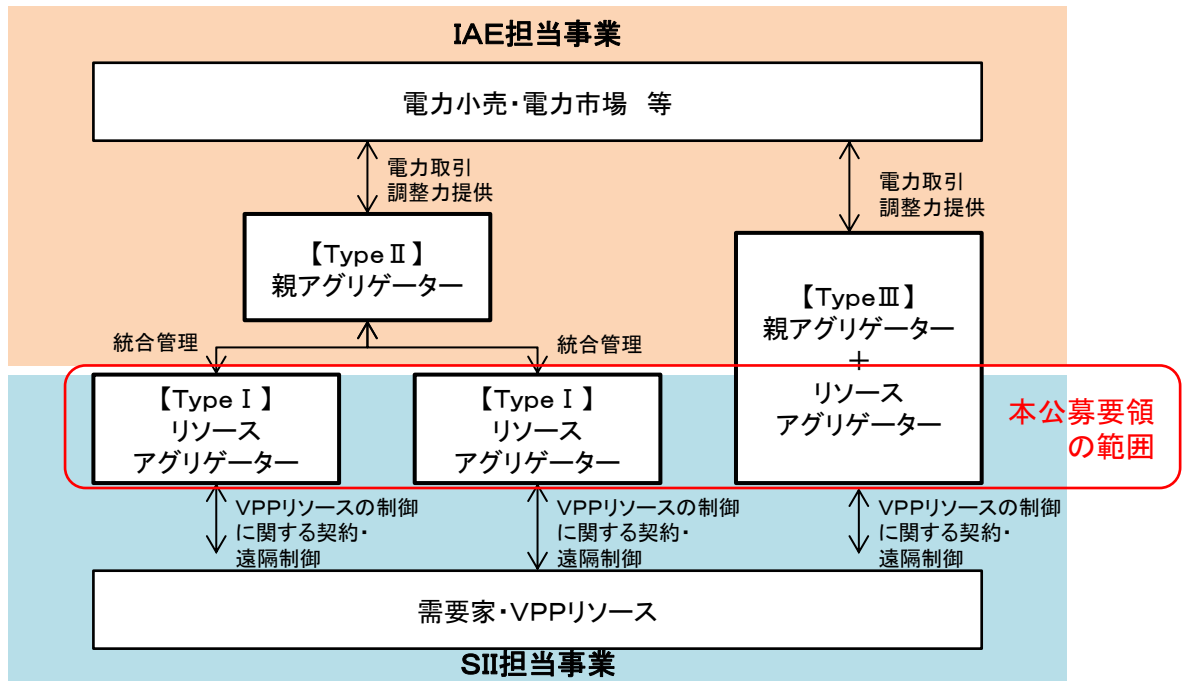 IAE担当事業
電力小売・電力市場　等
電力取引
調整力提供
電力取引
調整力提供
【TypeⅡ】
親アグリゲーター
【TypeⅢ】
親アグリゲーター
＋
リソース
アグリゲーター
統合管理
統合管理
【TypeⅠ】
リソース
アグリゲーター
【TypeⅠ】
リソース
アグリゲーター
本公募要領
の範囲
VPPリソースの制御
に関する契約・
遠隔制御
VPPリソースの制御
に関する契約・
遠隔制御
VPPリソースの制御
に関する契約・
遠隔制御
需要家・VPPリソース
SII担当事業